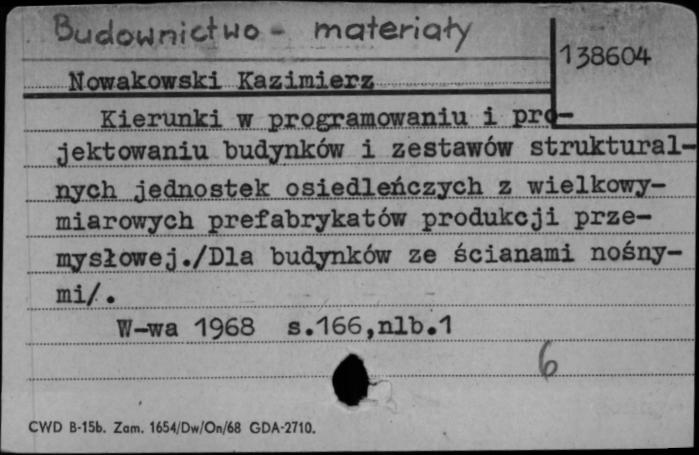 Budownictwo - materiały
138604
Nowakowski Kazimierz
Kierunki w programowaniu i pro-
jektowaniu budynków i zestawów struktural-
nych jednostek osiedleńczych z wielkowy-
miarowych prefabrykatów produkcji prze-
mysłowej./Dla budynków ze ścianami nośny-
mi/.
W-wa 1968 s.166,nlb.1
6
CWD B-15b. Zam. 1654/Dw/On/68 GDA-2710.